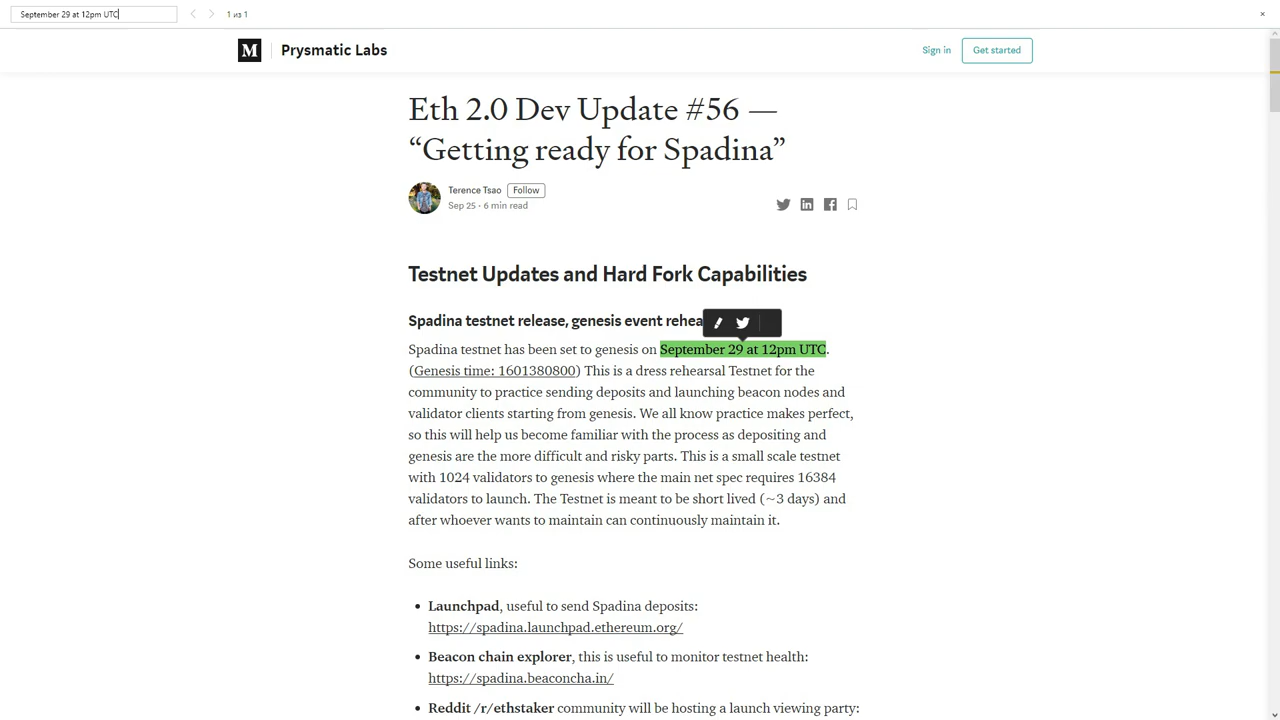 September 29 at 12pm UTC
1 из 1
M Prysmatic Labs
Sign in
Get started
Eth 2.0 Dev Update #56 —
“Getting ready for Spadina”
Terence Tsao Follow
Sep 25 · 6 min read
Testnet Updates and Hard Fork Capabilities
Spadina testnet release, genesis event rehea
Spadina testnet has been set to genesis on September 29 at 12pm UTC.
(Genesis time: 1601380800) This is a dress rehearsal Testnet for the
community to practice sending deposits and launching beacon nodes and
validator clients starting from genesis. We all know practice makes perfect,
so this will help us become familiar with the process as depositing and
genesis are the more difficult and risky parts. This is a small scale testnet
with 1024 validators to genesis where the main net spec requires 16384
validators to launch. The Testnet is meant to be short lived (~3 days) and
after whoever wants to maintain can continuously maintain it.
Some useful links:
• Launchpad, useful to send Spadina deposits:
https://spadina.launchpad.ethereum.org/
• Beacon chain explorer, this is useful to monitor testnet health:
https://spadina.beaconcha.in/
• Reddit /r/ethstaker community will be hosting a launch viewing party: